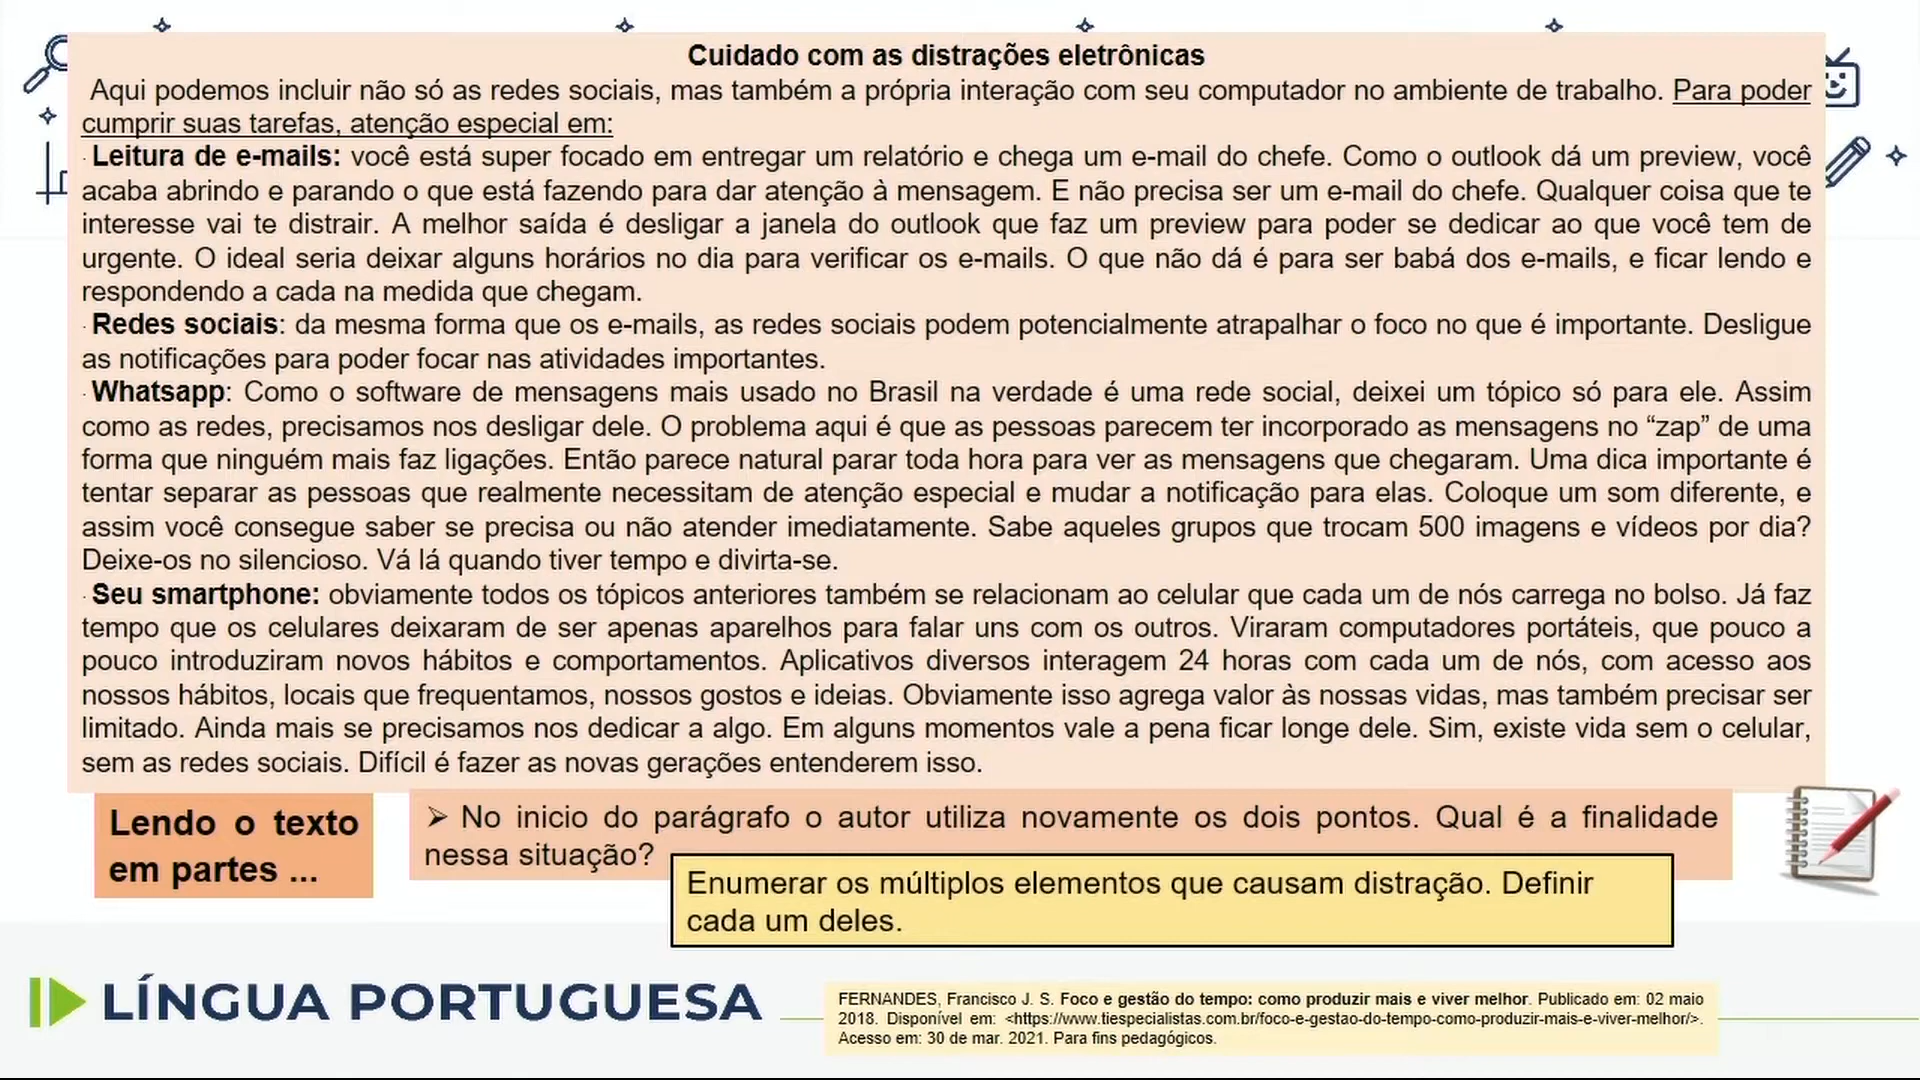 Cuidado com as distrações eletrônicas
Aqui podemos incluir não só as redes sociais, mas também a própria interação com seu computador no ambiente de trabalho. Para poder
cumprir suas tarefas, atenção especial em:
· Leitura de e-mails: você está super focado em entregar um relatório e chega um e-mail do chefe. Como o outlook dá um preview, você
acaba abrindo e parando o que está fazendo para dar atenção à mensagem. E não precisa ser um e-mail do chefe. Qualquer coisa que te
interesse vai te distrair. A melhor saída é desligar a janela do outlook que faz um preview para poder se dedicar ao que você tem de
urgente. O ideal seria deixar alguns horários no dia para verificar os e-mails. O que não dá é para ser babá dos e-mails, e ficar lendo e
respondendo a cada na medida que chegam.
· Redes sociais: da mesma forma que os e-mails, as redes sociais podem potencialmente atrapalhar o foco no que é importante. Desligue
as notificações para poder focar nas atividades importantes.
· Whatsapp: Como o software de mensagens mais usado no Brasil na verdade é uma rede social, deixei um tópico só para ele. Assim
como as redes, precisamos nos desligar dele. O problema aqui é que as pessoas parecem ter incorporado as mensagens no “zap” de uma
forma que ninguém mais faz ligações. Então parece natural parar toda hora para ver as mensagens que chegaram. Uma dica importante é
tentar separar as pessoas que realmente necessitam de atenção especial e mudar a notificação para elas. Coloque um som diferente, e
assim você consegue saber se precisa ou não atender imediatamente. Sabe aqueles grupos que trocam 500 imagens e vídeos por dia?
Deixe-os no silencioso. Vá lá quando tiver tempo e divirta-se.
· Seu smartphone: obviamente todos os tópicos anteriores também se relacionam ao celular que cada um de nós carrega no bolso. Já faz
tempo que os celulares deixaram de ser apenas aparelhos para falar uns com os outros. Viraram computadores portáteis, que pouco a
pouco introduziram novos hábitos e comportamentos. Aplicativos diversos interagem 24 horas com cada um de nós, com acesso aos
nossos hábitos, locais que frequentamos, nossos gostos e ideias. Obviamente isso agrega valor às nossas vidas, mas também precisar ser
limitado. Ainda mais se precisamos nos dedicar a algo. Em alguns momentos vale a pena ficar longe dele. Sim, existe vida sem o celular,
sem as redes sociais. Difícil é fazer as novas gerações entenderem isso.
Lendo o texto
em partes ...
➢ No inicio do parágrafo o autor utiliza novamente os dois pontos. Qual é a finalidade
nessa situação?
Enumerar os múltiplos elementos que causam distração. Definir
cada um deles.
LÍNGUA PORTUGUESA
FERNANDES, Francisco J. S. Foco e gestão do tempo: como produzir mais e viver melhor. Publicado em: 02 maio
2018. Disponível em: <https://www.tiespecialistas.com.br/foco-e-gestao-do-tempo-como-produzir-mais-e-viver-melhor/>.
Acesso em: 30 de mar. 2021. Para fins pedagógicos.